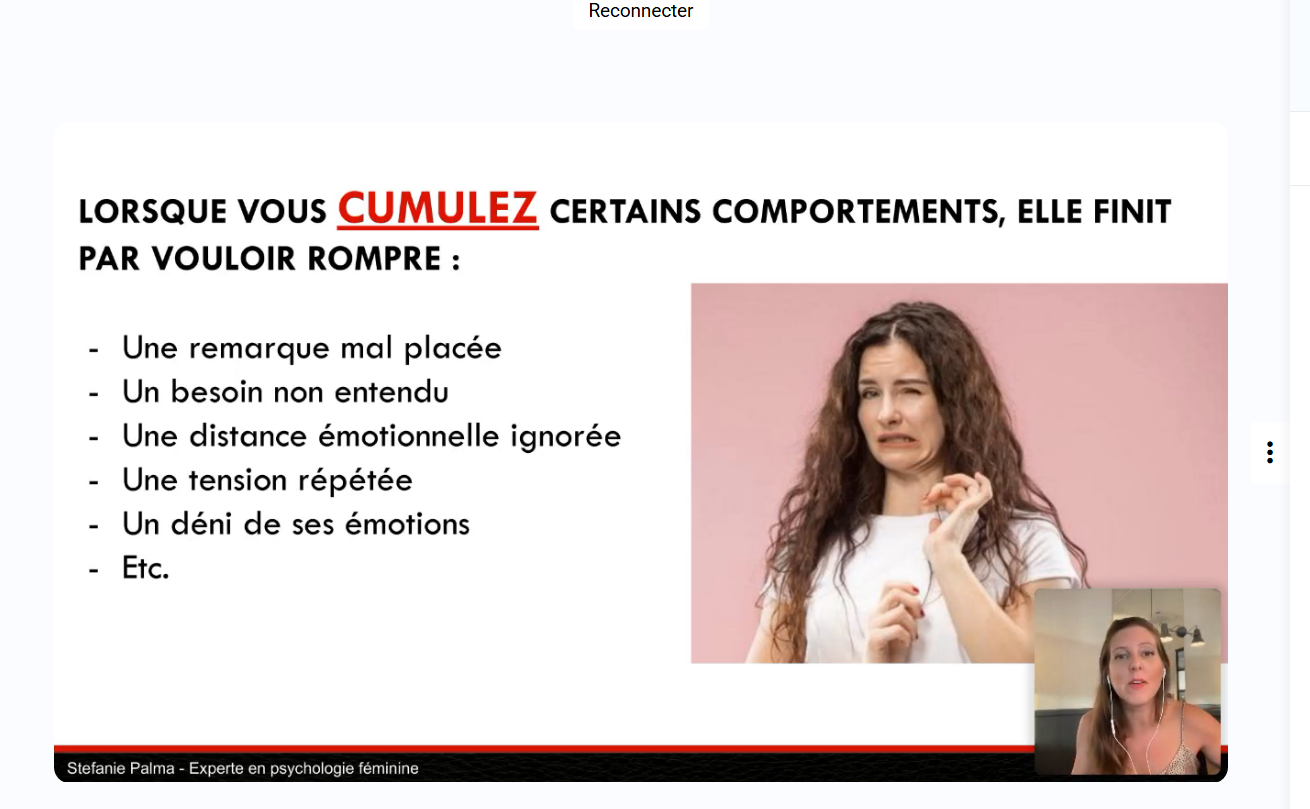 Reconnecter
LORSQUE VOUS CUMULEZ CERTAINS COMPORTEMENTS, ELLE FINIT
PAR VOULOIR ROMPRE :
- Une remarque mal placée
- Un besoin non entendu
- Une distance émotionnelle ignorée
- Une tension répétée
- Un déni de ses émotions
- Etc.
Stefanie Palma - Experte en psychologie féminine